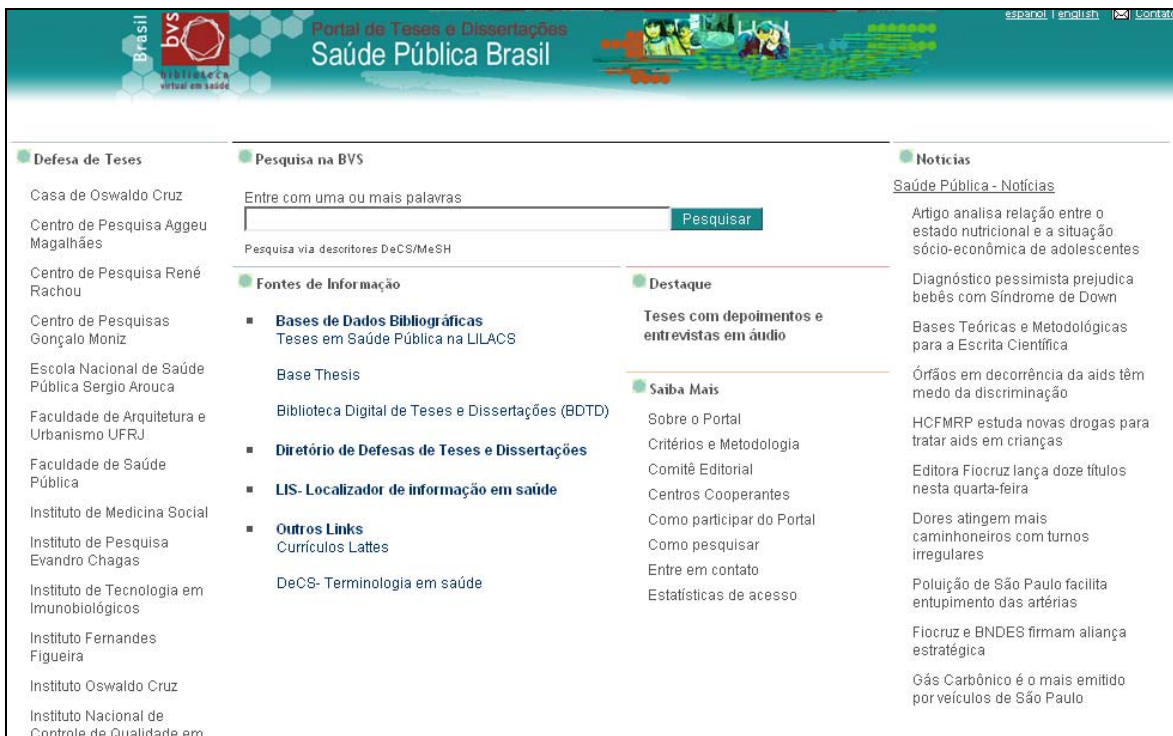 Brasil
bvs
biblioteca
virtual em saúde
Portal de Teses e Dissertações
Saúde Pública Brasil
español | english Contato
Defesa de Teses
Casa de Oswaldo Cruz
Centro de Pesquisa Aggeu
Magalhães
Centro de Pesquisa René
Rachou
Centro de Pesquisas
Gonçalo Moniz
Escola Nacional de Saúde
Pública Sergio Arouca
Faculdade de Arquitetura e
Urbanismo UFRJ
Faculdade de Saúde
Pública
Instituto de Medicina Social
Instituto de Pesquisa
Evandro Chagas
Instituto de Tecnologia em
Imunobiológicos
Instituto Fernandes
Figueira
Instituto Oswaldo Cruz
Instituto Nacional de
Controle de Qualidade em
Pesquisa na BVS
Entre com uma ou mais palavras
Pesquisar
Pesquisa via descritores DeCS/MeSH
Fontes de Informação
Bases de Dados Bibliográficas
Teses em Saúde Pública na LILACS
Base Thesis
Biblioteca Digital de Teses e Dissertações (BDTD)
Diretório de Defesas de Teses e Dissertações
LIS- Localizador de informação em saúde
Outros Links
Currículos Lattes
DeCS- Terminologia em saúde
Destaque
Teses com depoimentos e
entrevistas em áudio
Saiba Mais
Sobre o Portal
Critérios e Metodologia
Comitê Editorial
Centros Cooperantes
Como participar do Portal
Como pesquisar
Entre em contato
Estatísticas de acesso
Notícias
Saúde Pública - Notícias
Artigo analisa relação entre o
estado nutricional e a situação
sócio-econômica de adolescentes
Diagnóstico pessimista prejudica
bebês com Síndrome de Down
Bases Teóricas e Metodológicas
para a Escrita Científica
Órfãos em decorrência da aids têm
medo da discriminação
HCFMRP estuda novas drogas para
tratar aids em crianças
Editora Fiocruz lança doze títulos
nesta quarta-feira
Dores atingem mais
caminhoneiros com turnos
irregulares
Poluição de São Paulo facilita
entupimento das artérias
Fiocruz e BNDES firmam aliança
estratégica
Gás Carbônico é o mais emitido
por veículos de São Paulo